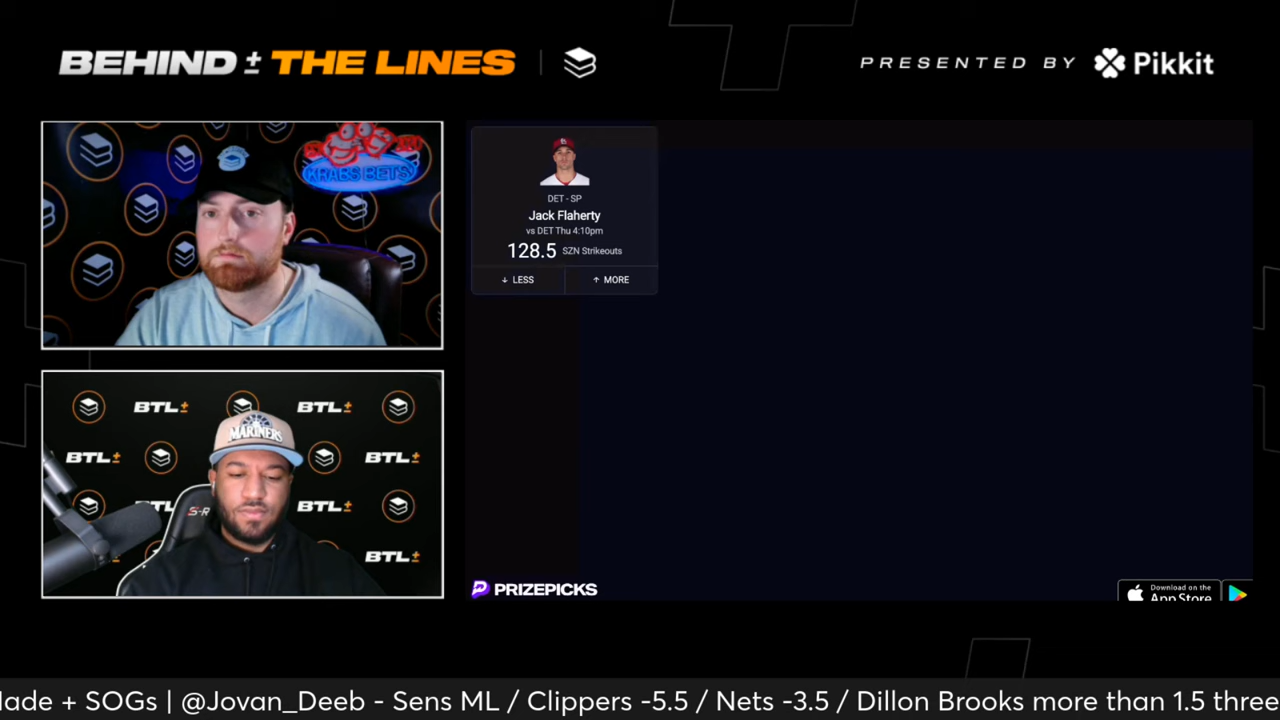 BEHIND ± THE LINES
PRESENTED BY Pikkit
KRABS BETS
DET - SP
Jack Flaherty
vs DET Thu 4:10pm
128.5 SZN Strikeouts
↓ LESS
↑ MORE
BTL± BTL±
MARINERS
BTL± BTL±
S-R
BTL±
BTL±
PRIZEPICKS
Download on the
App Store
+ SOGs | @Jovan_Deeb - Sens ML / Clippers -5.5 / Nets -3.5 / Dillon Brooks more than 1.5 three